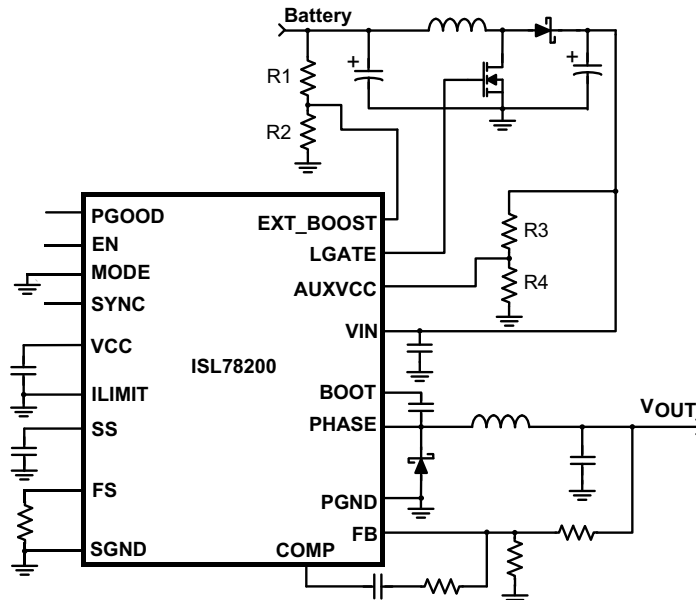 Battery
+
+
R1
R2
R3
R4
PGOOD
EN
MODE
SYNC
VCC
ILIMIT
SS
FS
SGND
ISL78200
EXT_BOOST
LGATE
AUXVCC
VIN
BOOT
PHASE
PGND
FB
COMP
VOUT